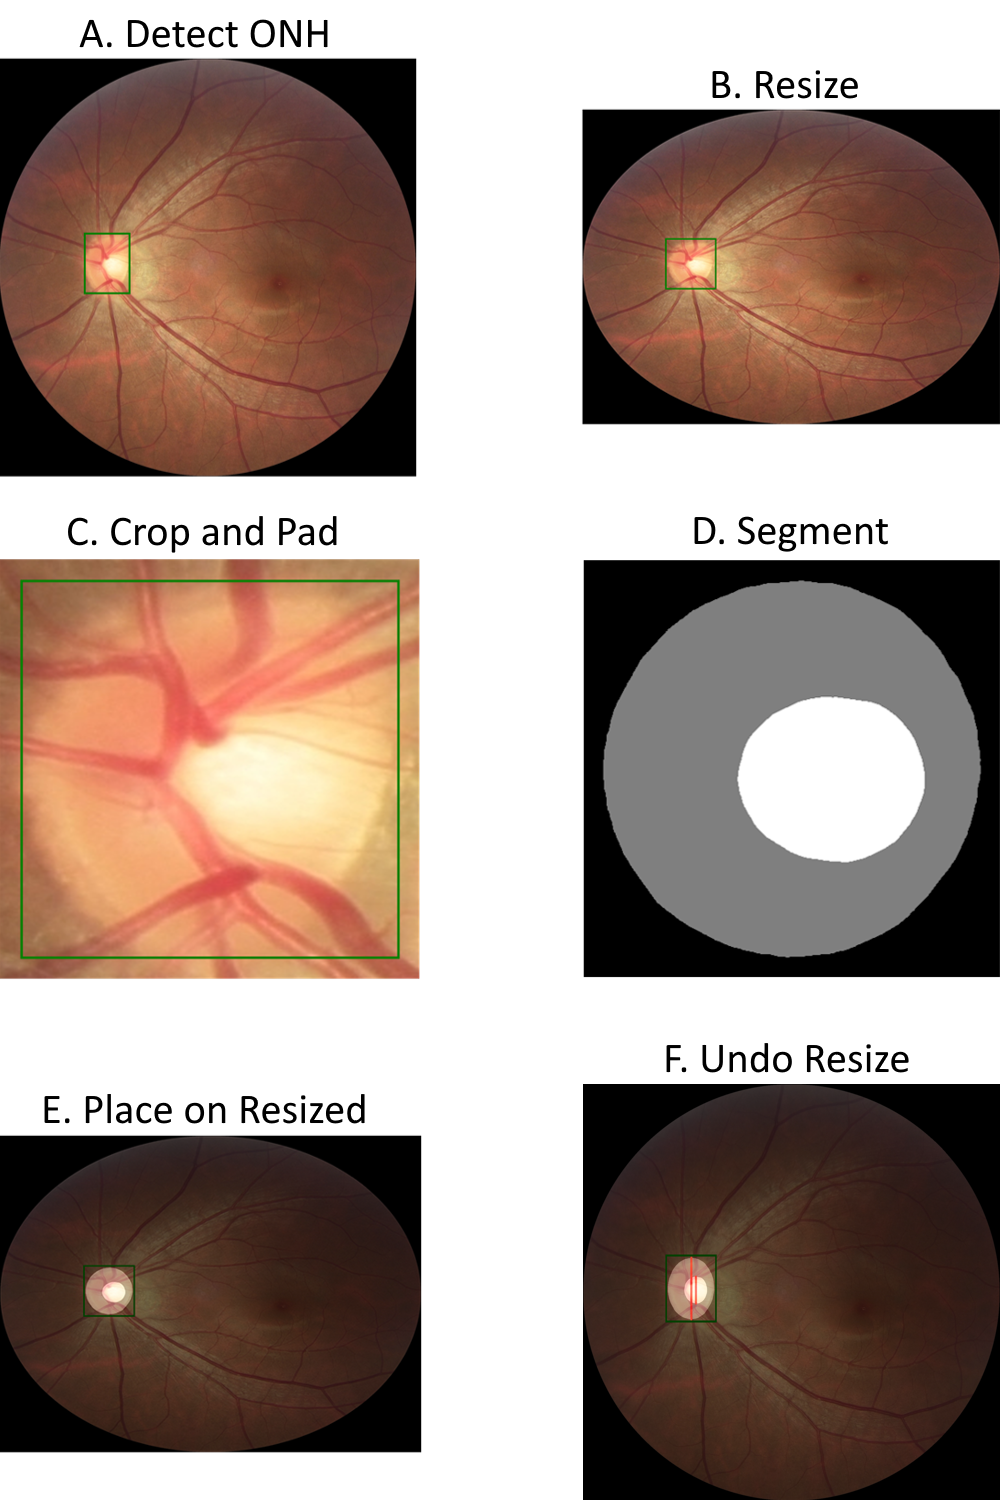 A. Detect ONH
B. Resize
C. Crop and Pad
D. Segment
E. Place on Resized
F. Undo Resize